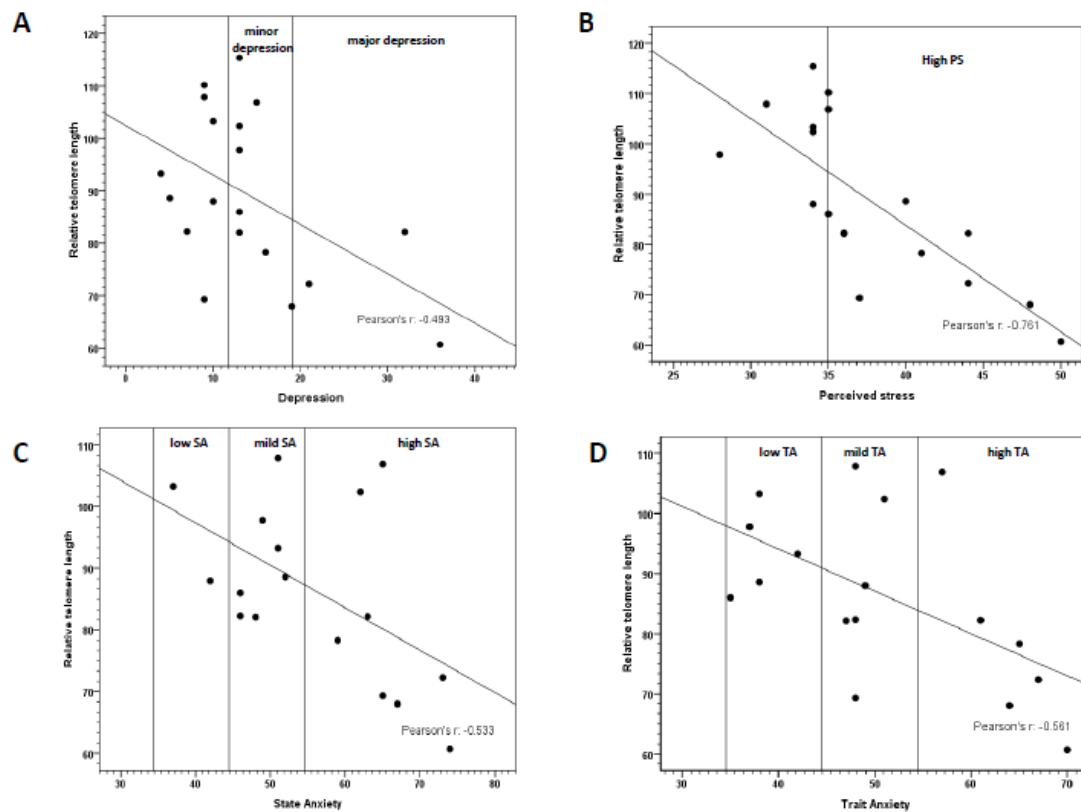 A
minor
depression
major depression
120
110
100
90
80
70
60
Relative telomere length
Pearson's r: -0.493
0
10
20
30
40
Depression
B
High PS
120
110
100
90
80
70
60
Relative telomere length
Pearson's r: -0.761
25
30
35
40
45
50
Perceived stress
C
low SA
mild SA
high SA
110
100
90
80
70
60
Relative telomere length
Pearson's r: -0.533
30
40
50
60
70
80
State Anxiety
D
low TA
mild TA
high TA
110
100
90
80
70
60
Relative telomere length
Pearson's r: -0.561
30
40
50
60
70
Trait Anxiety